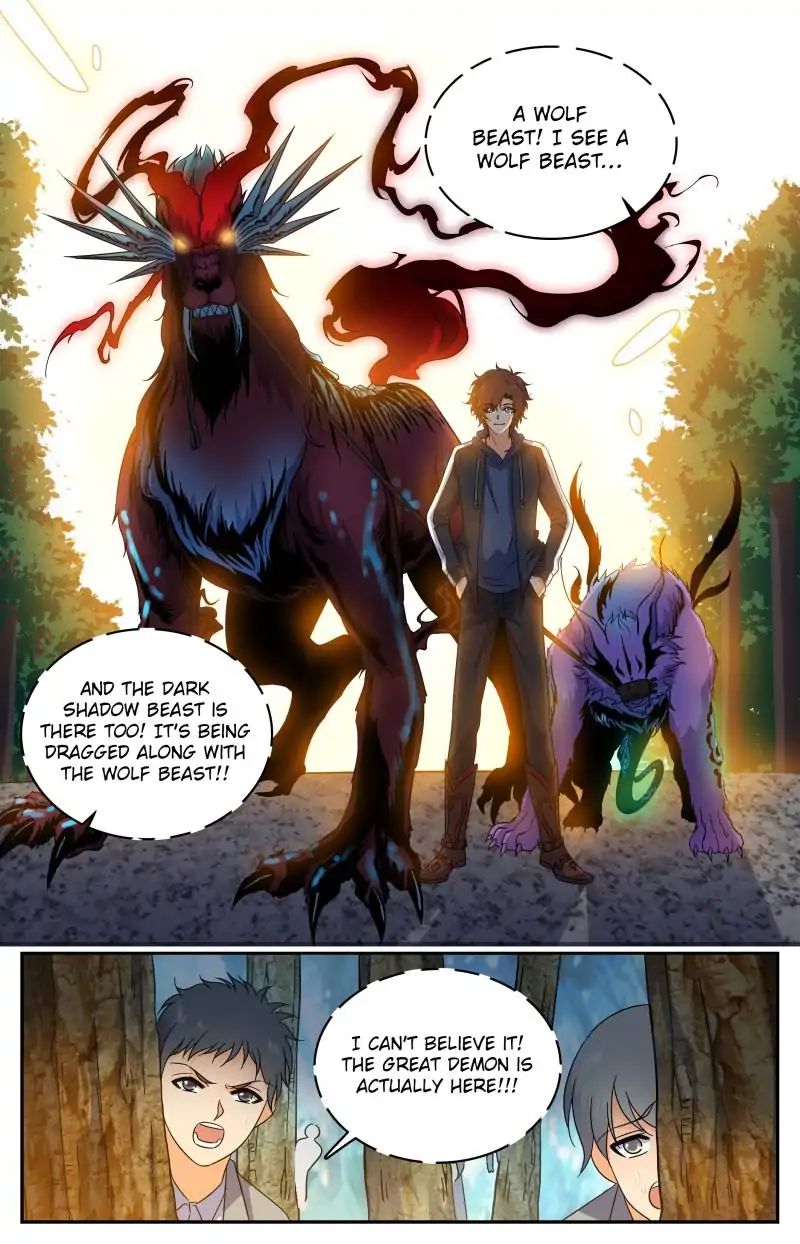 A WOLF
BEAST! I SEE A
WOLF BEAST...
AND THE DARK
SHADOW BEAST IS
THERE TOO! IT'S BEING
DRAGGED ALONG WITH
THE WOLF BEAST!!
I CAN'T BELIEVE IT!
THE GREAT DEMON IS
ACTUALLY HERE!!!